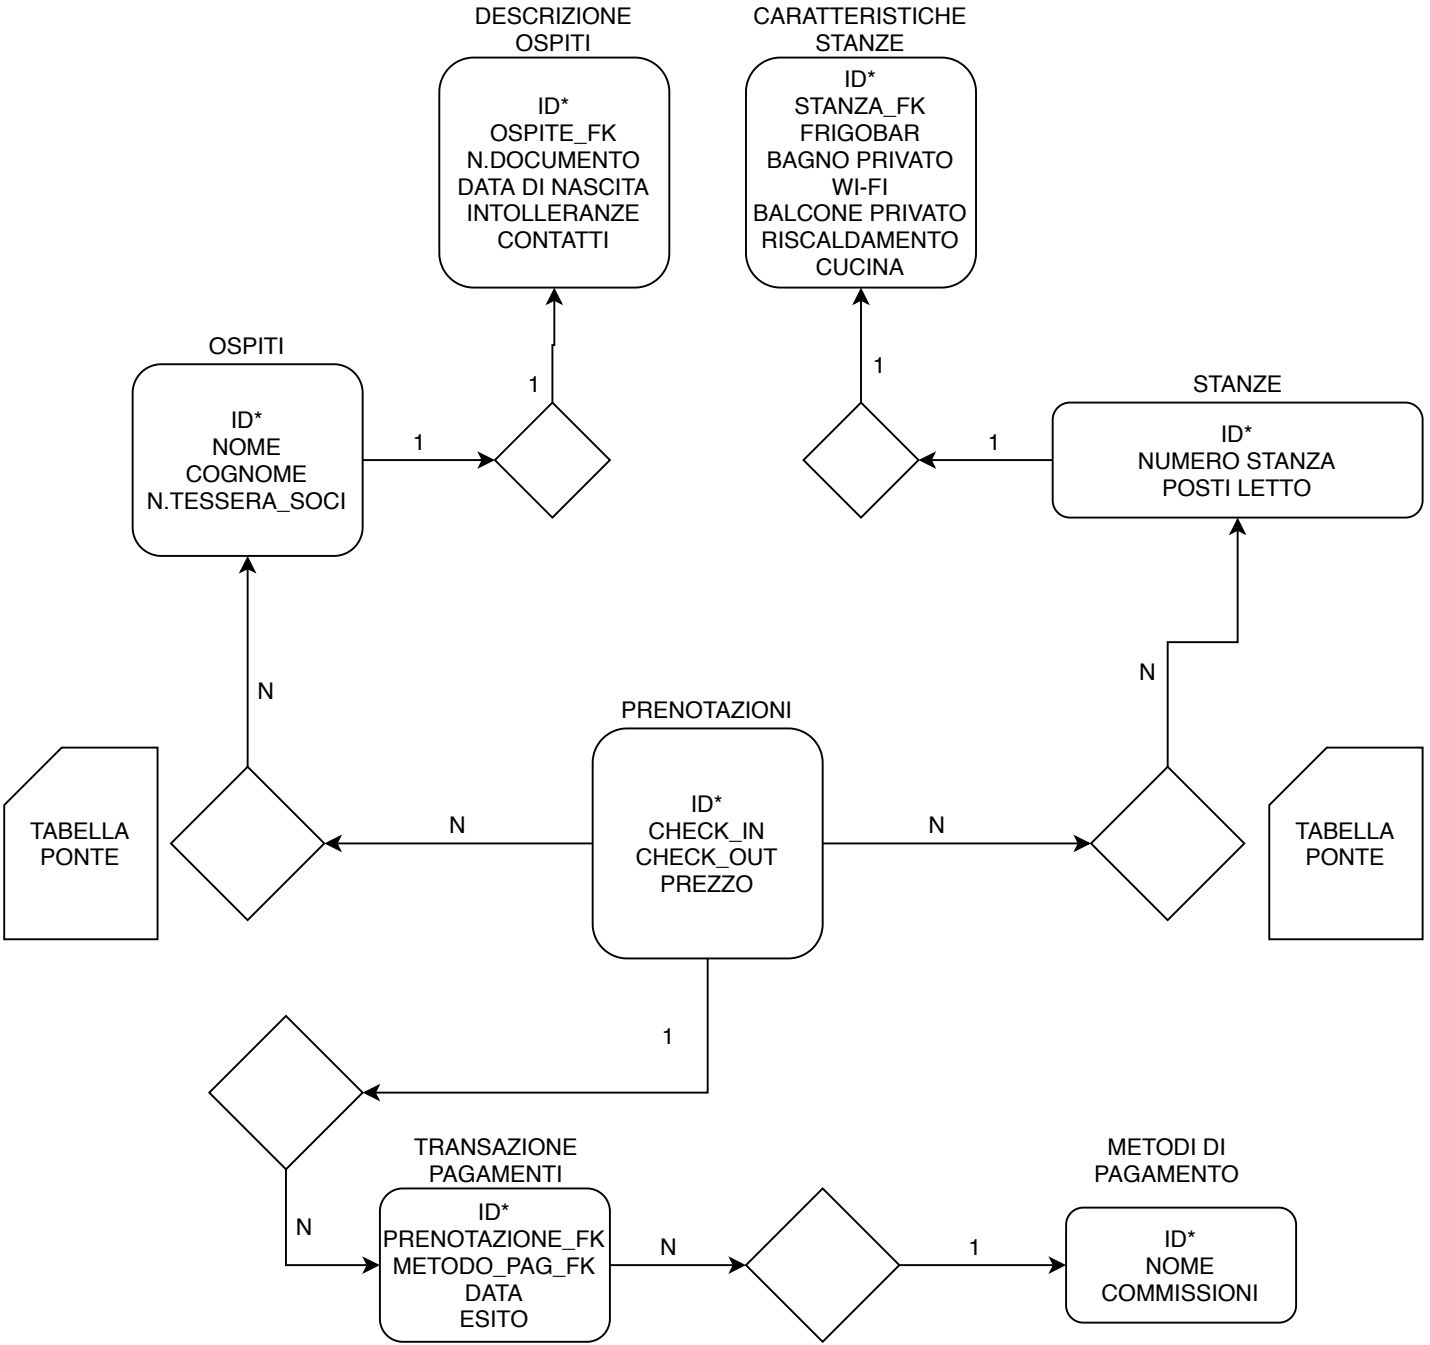 DESCRIZIONE
OSPITI
ID*
OSPITE_FK
N.DOCUMENTO
DATA DI NASCITA
INTOLLERANZE
CONTATTI
CARATTERISTICHE
STANZE
ID*
STANZA_FK
FRIGOBAR
BAGNO PRIVATO
WI-FI
BALCONE PRIVATO
RISCALDAMENTO
CUCINA
OSPITI
ID*
NOME
COGNOME
N.TESSERA_SOCI
1
1
1
1
STANZE
ID*
NUMERO STANZA
POSTI LETTO
N
N
TABELLA
PONTE
N
PRENOTAZIONI
ID*
CHECK_IN
CHECK_OUT
PREZZO
N
TABELLA
PONTE
1
N
TRANSAZIONE
PAGAMENTI
ID*
PRENOTAZIONE_FK
METODO_PAG_FK
DATA
ESITO
N
1
METODI DI
PAGAMENTO
ID*
NOME
COMMISSIONI